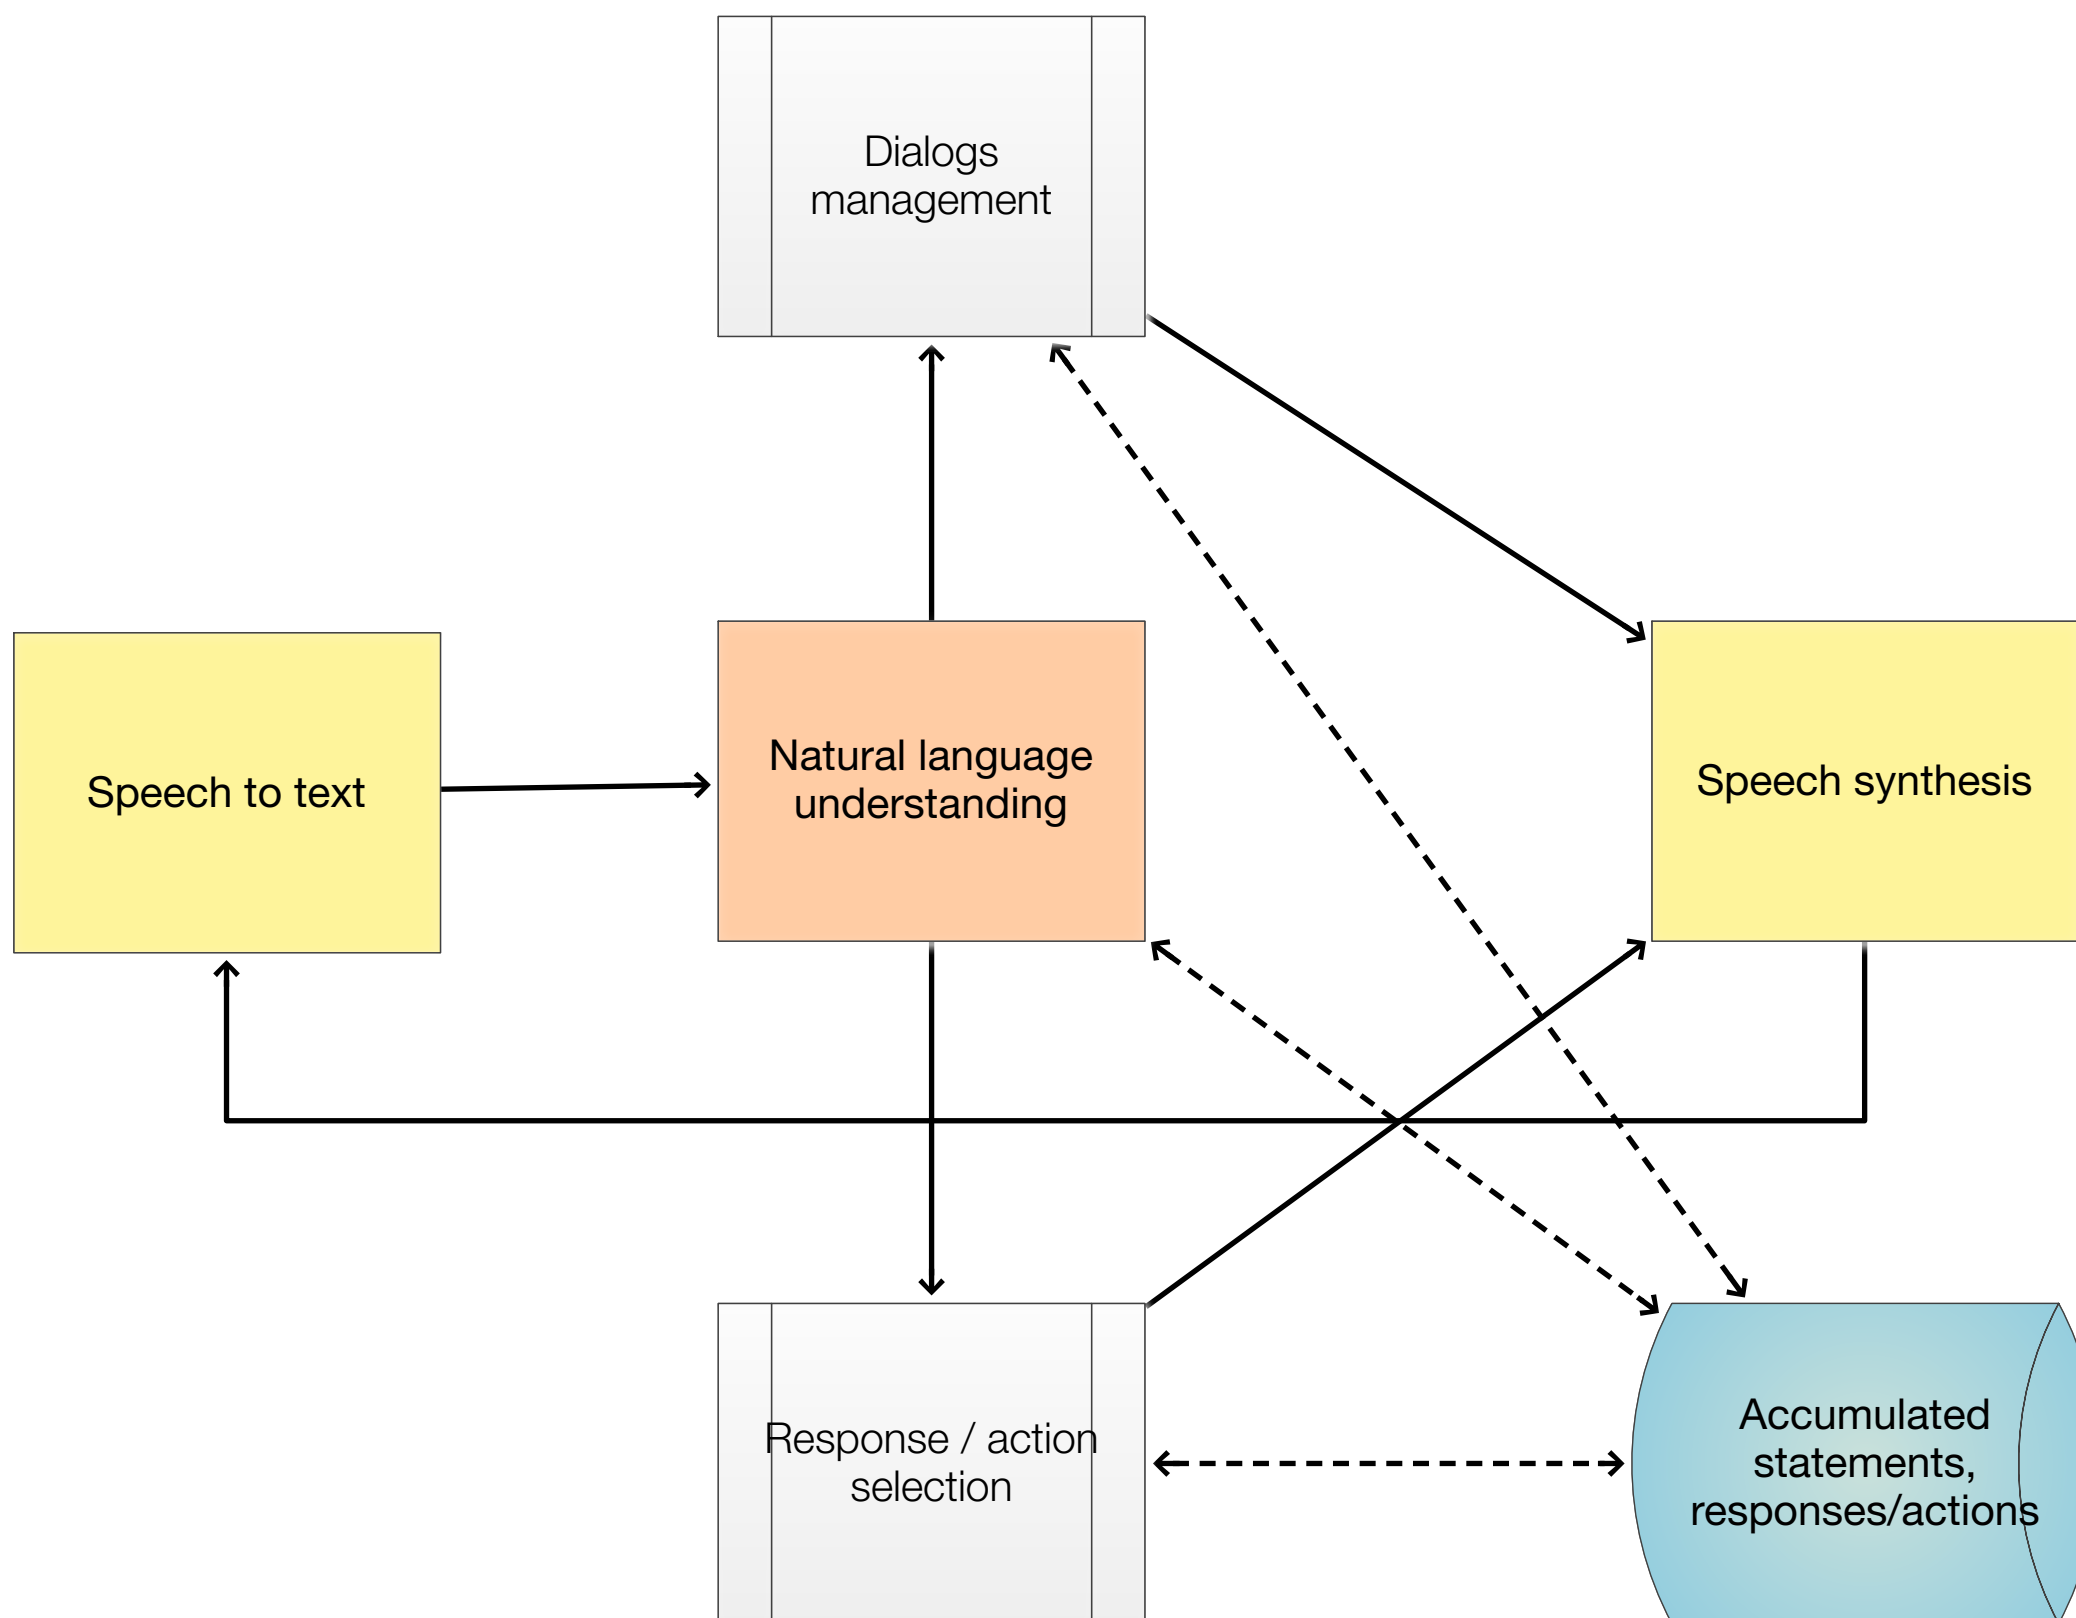 Dialogs
management
Speech to text
Natural language
understanding
Speech synthesis
Response / action
selection
Accumulated
statements,
responses/actions